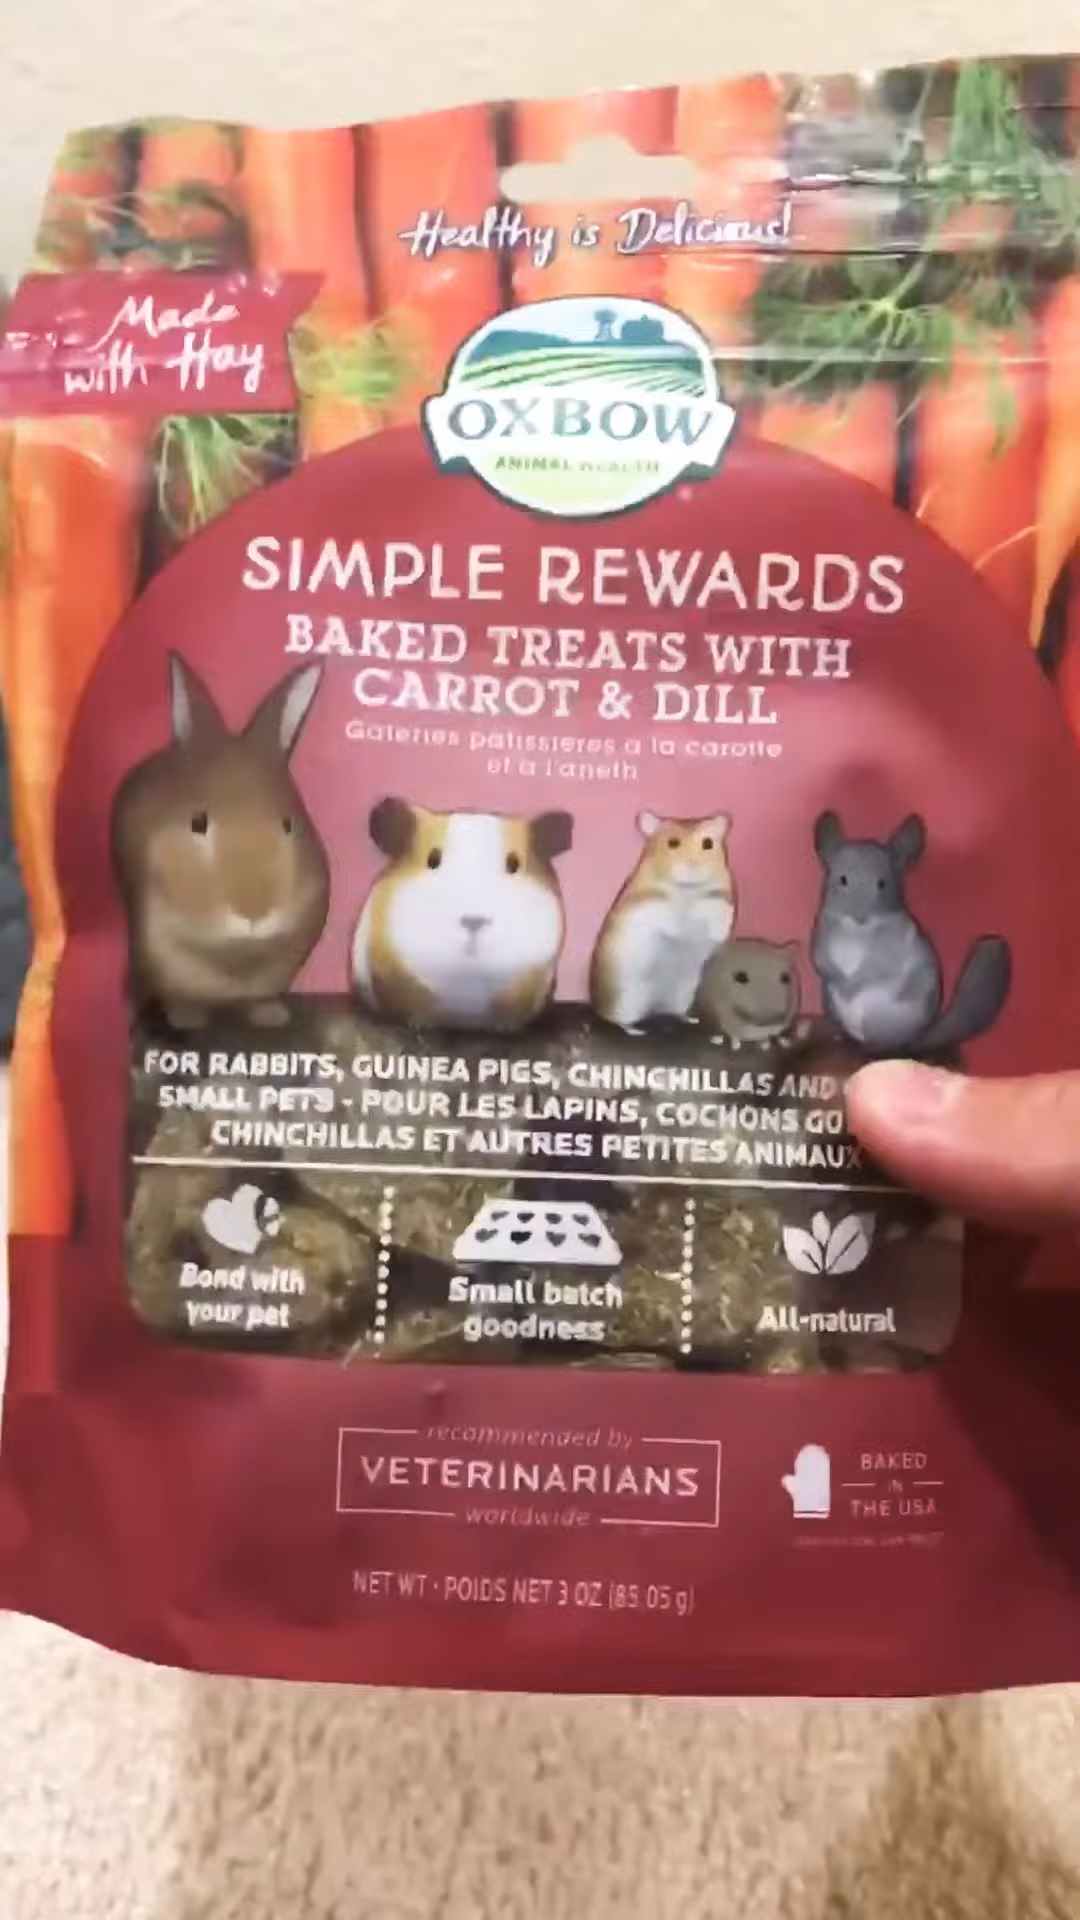 Healthy is Delicious!
Made
with Hay
OXBOW
ANIMAL HEALTH
SIMPLE REWARDS
BAKED TREATS WITH
CARROT & DILL
Gateries patissieres a la carotte
et a l'aneth
FOR RABBITS, GUINEA PIGS, CHINCHILLAS AND
SMALL PETS - POUR LES LAPINS, COCHONS
CHINCHILLAS ET AUTRES PETITES ANIMAUX
Bond with
your pet
Small batch
goodness
All-natural
recommended by
VETERINARIANS
worldwide
BAKED
IN
THE USA
NET WT · POIDS NET 3 OZ (85.05 g)